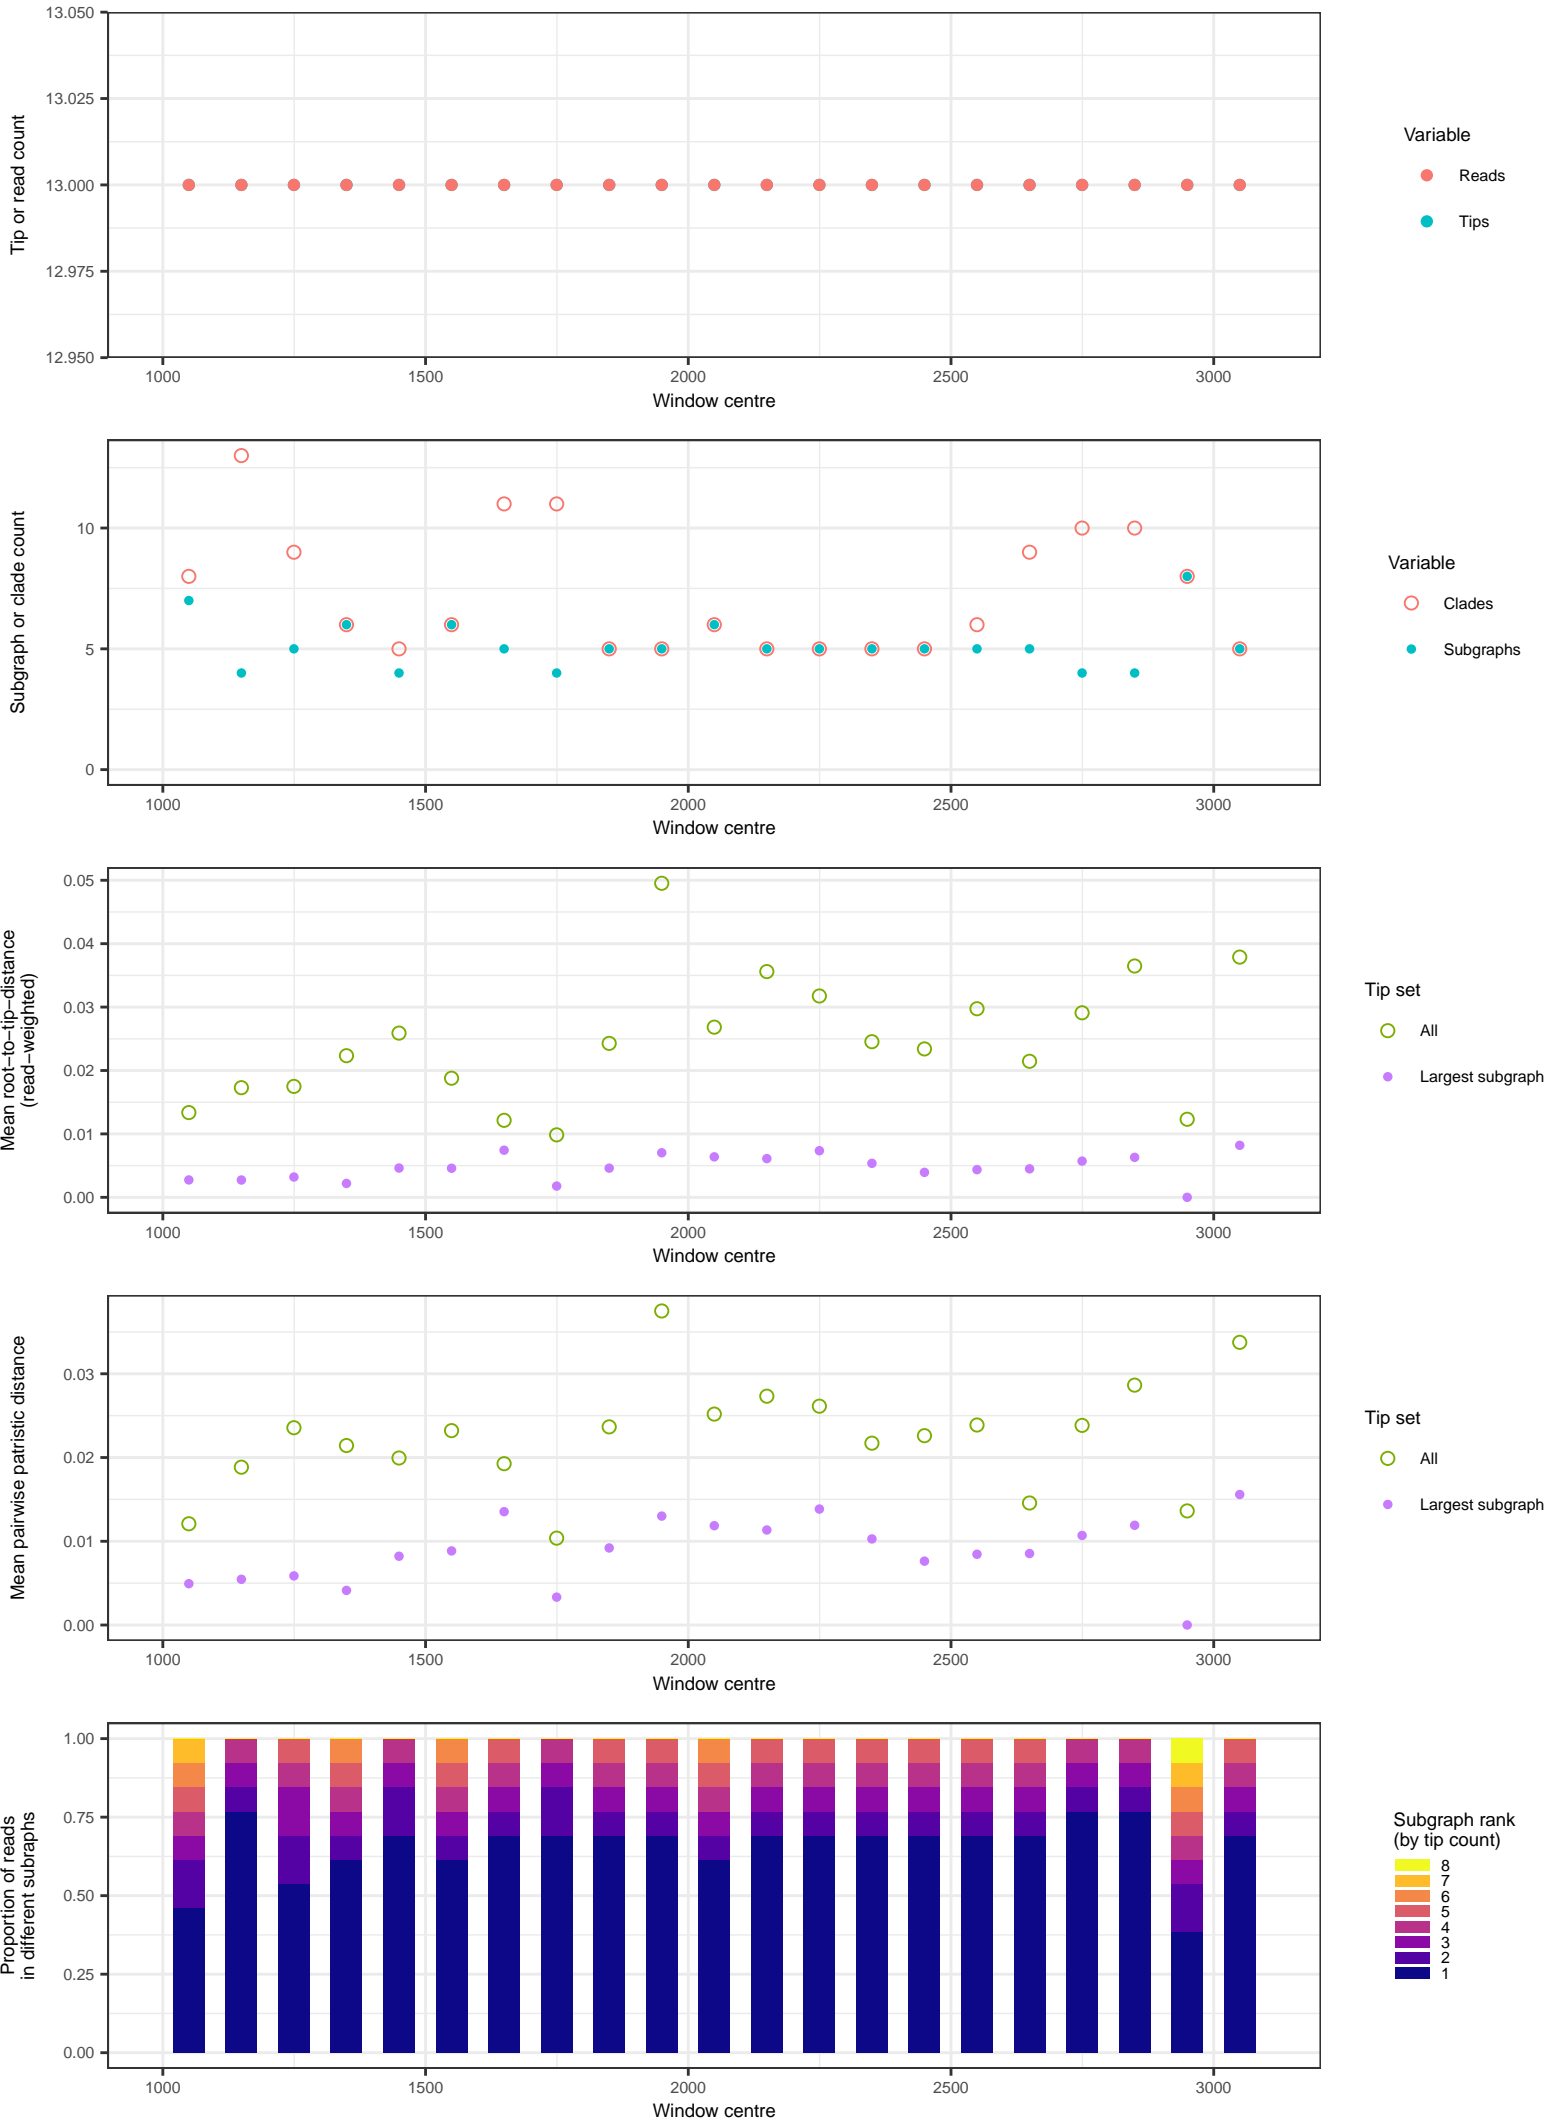 13.050
13.025
13.000
12.975
12.950
Tip or read count
1000 1500 2000 2500 3000
Window centre
Variable
Reads
Tips
10
5
0
Subgraph or clade count
1000 1500 2000 2500 3000
Window centre
Variable
Clades
Subgraphs
0.05
0.04
0.03
0.02
0.01
0.00
Mean root−to−tip−distance
(read−weighted)
1000 1500 2000 2500 3000
Window centre
Tip set
All
Largest subgraph
0.03
0.02
0.01
0.00
Mean pairwise patristic distance
1000 1500 2000 2500 3000
Window centre
Tip set
All
Largest subgraph
1.00
0.75
0.50
0.25
0.00
Proportion of reads
in different subraphs
1000 1500 2000 2500 3000
Window centre
Subgraph rank
(by tip count)
8
7
6
5
4
3
2
1